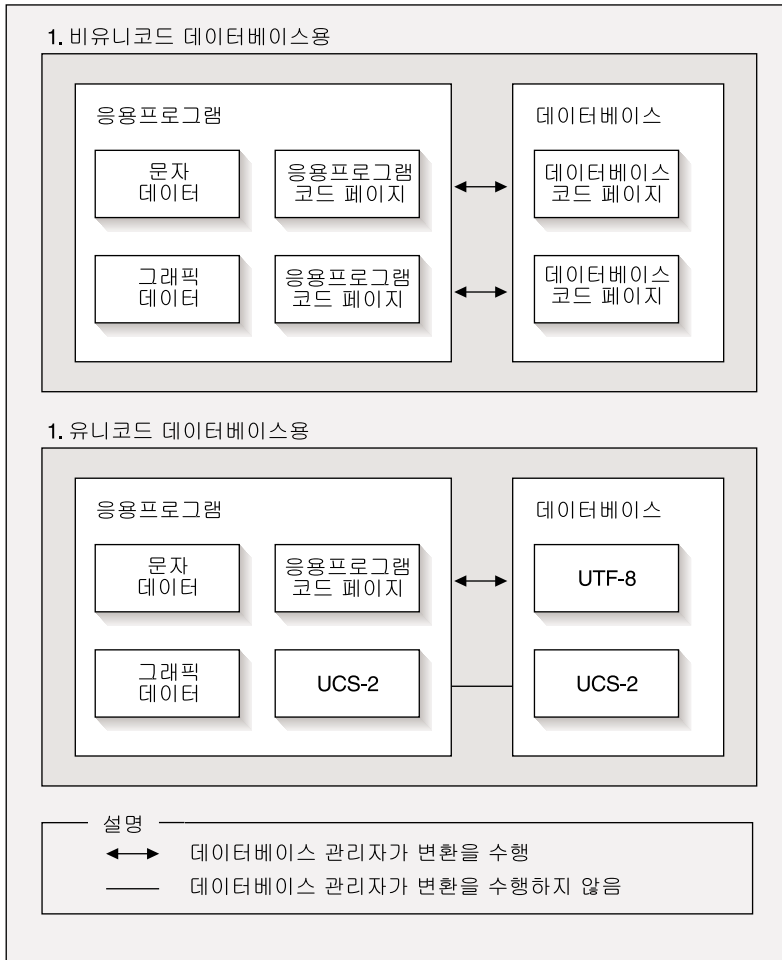 1. 비유니코드 데이터베이스용
응용프로그램
데이터베이스
문자
데이터
응용프로그램
코드 페이지
데이터베이스
코드 페이지
그래픽
데이터
응용프로그램
코드 페이지
데이터베이스
코드 페이지
1. 유니코드 데이터베이스용
응용프로그램
데이터베이스
문자
데이터
응용프로그램
코드 페이지
UTF-8
그래픽
데이터
UCS-2
UCS-2
설명
데이터베이스 관리자가 변환을 수행
데이터베이스 관리자가 변환을 수행하지 않음